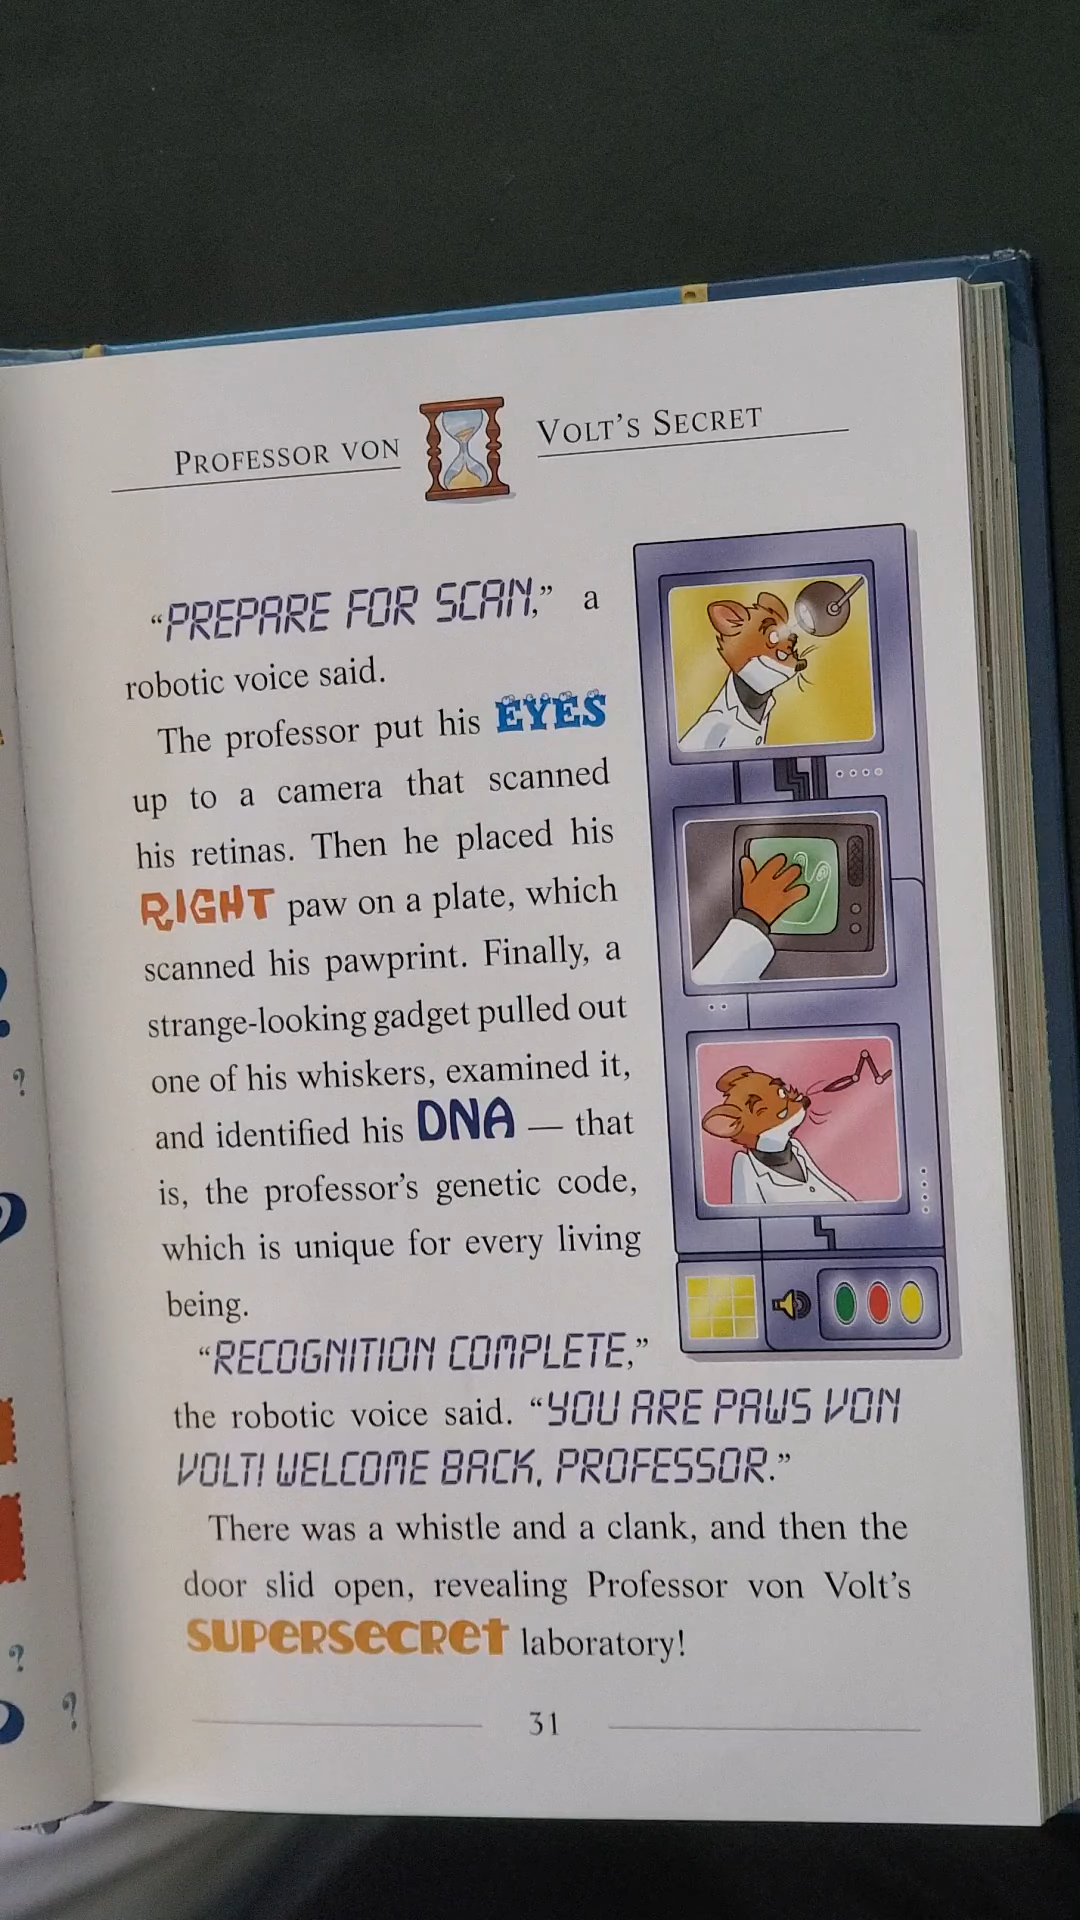 PROFESSOR VON VOLT'S SECRET
“PREPARE FOR SCAN,” a
robotic voice said.
The professor put his EYES
up to a camera that scanned
his retinas. Then he placed his
RIGHT paw on a plate, which
scanned his pawprint. Finally, a
strange-looking gadget pulled out
one of his whiskers, examined it,
and identified his DNA — that
is, the professor's genetic code,
which is unique for every living
being.
“RECOGNITION COMPLETE,”
the robotic voice said. “YOU ARE PAWS VON
VOLT! WELCOME BACK, PROFESSOR.”
There was a whistle and a clank, and then the
door slid open, revealing Professor von Volt's
SUPERSECRET laboratory!
31
?
?
?